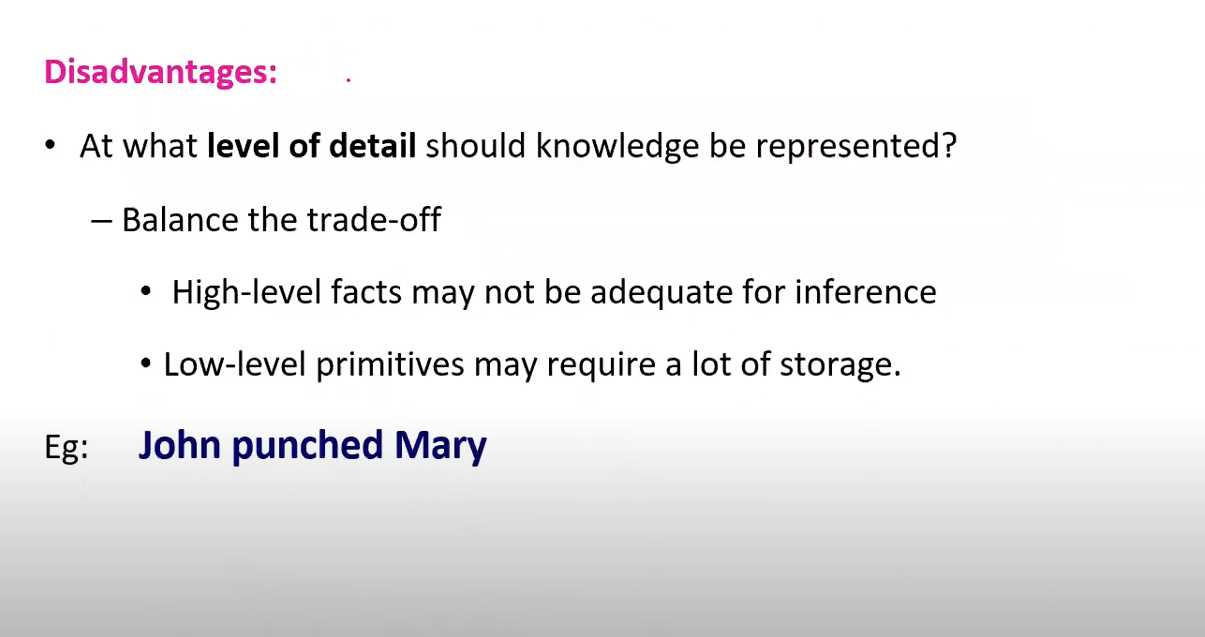 Disadvantages:
• At what level of detail should knowledge be represented?
– Balance the trade-off
• High-level facts may not be adequate for inference
• Low-level primitives may require a lot of storage.
Eg: John punched Mary